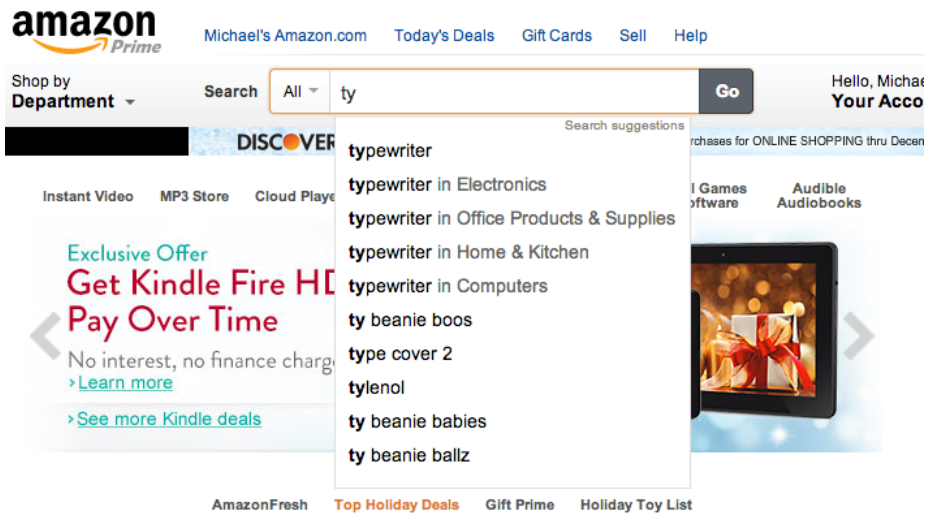 amazon
Prime
Michael's Amazon.com Today's Deals Gift Cards Sell Help
Shop by
Department
Search All ty Go
Hello, Michae
Your Acco
Search suggestions
DISCOVER
rchases for ONLINE SHOPPING thru Decen
typewriter
typewriter in Electronics
typewriter in Office Products & Supplies
typewriter in Home & Kitchen
typewriter in Computers
ty beanie boos
type cover 2
tylenol
ty beanie babies
ty beanie ballz
Instant Video MP3 Store Cloud Playe
l Games
oftware
Audible
Audiobooks
Exclusive Offer
Get Kindle Fire HD
Pay Over Time
No interest, no finance charg
›Learn more
›See more Kindle deals
AmazonFresh Top Holiday Deals Gift Prime Holiday Toy List